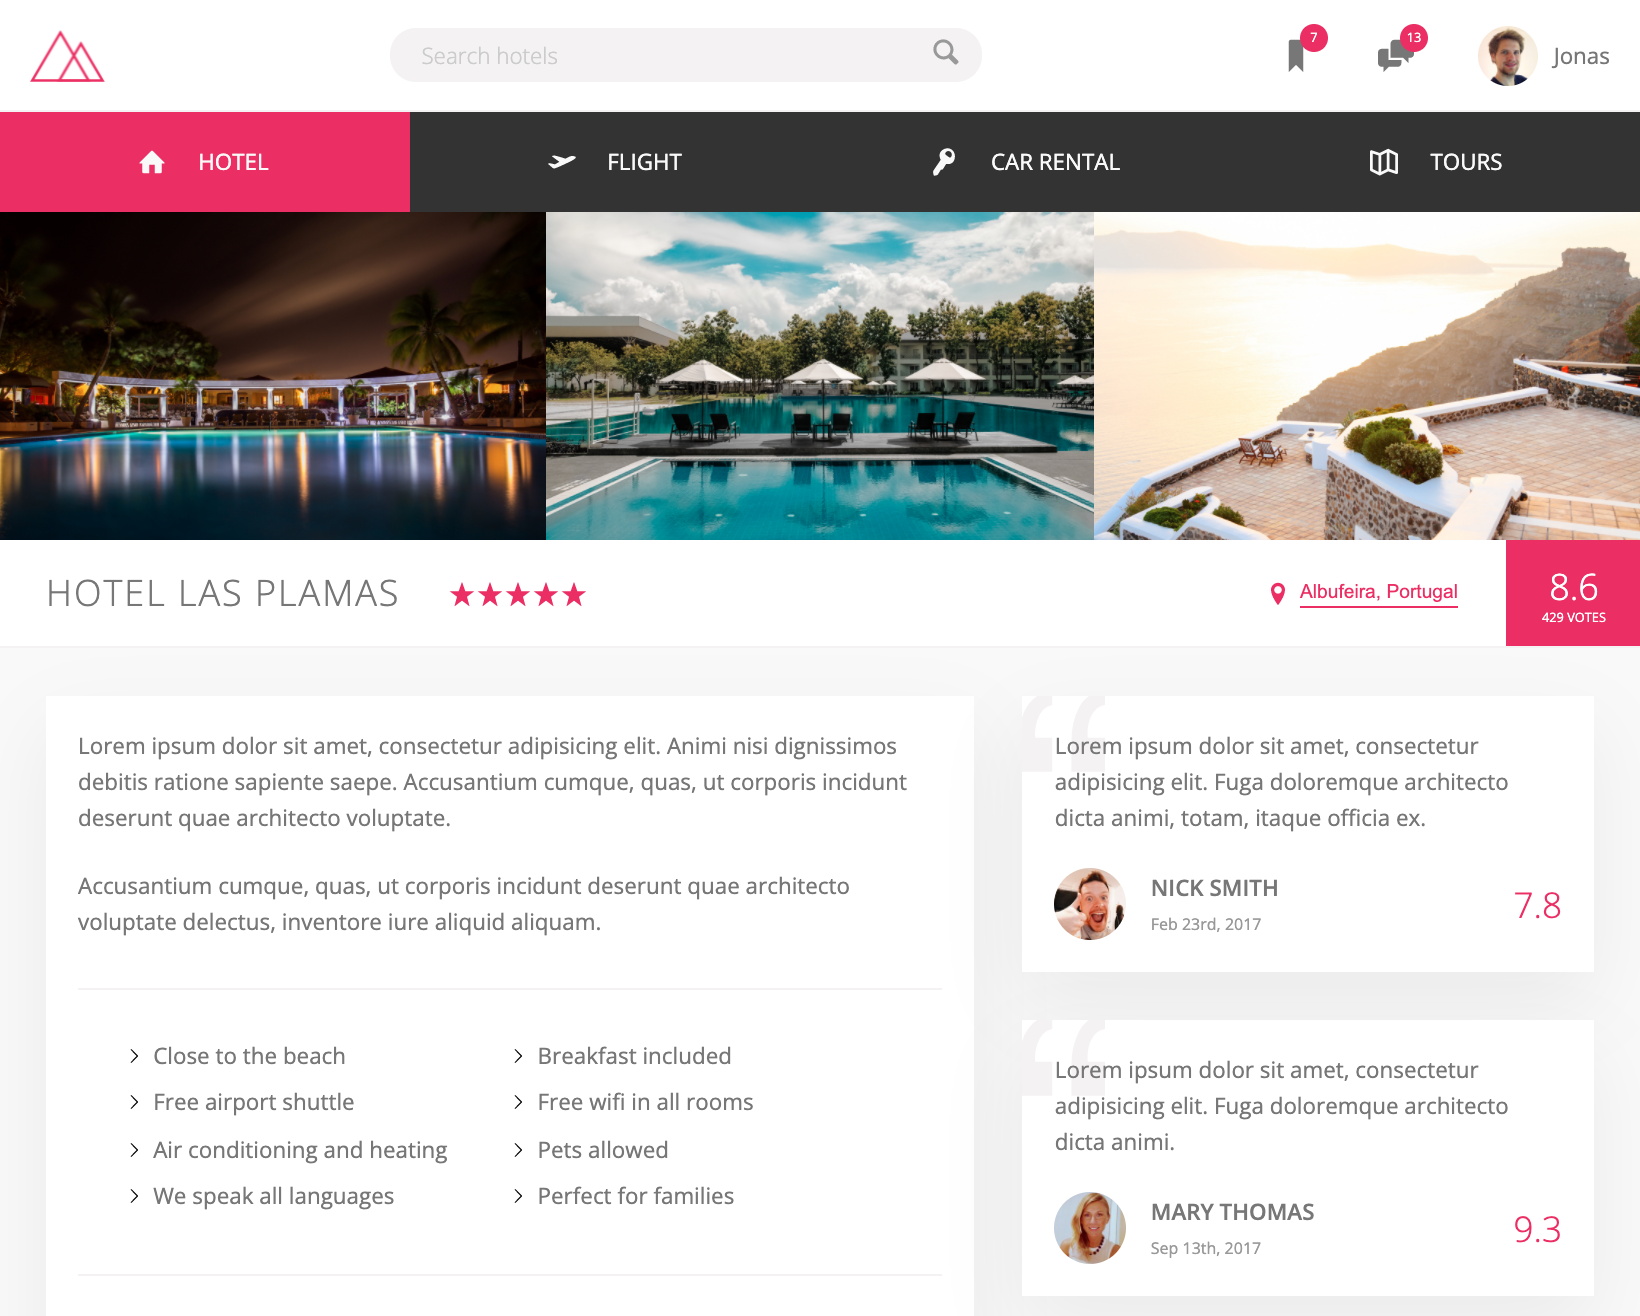 Search hotels
7
13
Jonas
HOTEL
FLIGHT
CAR RENTAL
TOURS
HOTEL LAS PLAMAS
Albufeira, Portugal
8.6
429 VOTES
Lorem ipsum dolor sit amet, consectetur adipisicing elit. Animi nisi dignissimos
debitis ratione sapiente saepe. Accusantium cumque, quas, ut corporis incidunt
deserunt quae architecto voluptate.
Accusantium cumque, quas, ut corporis incidunt deserunt quae architecto
voluptate delectus, inventore iure aliquid aliquam.
Close to the beach
Breakfast included
Free airport shuttle
Free wifi in all rooms
Air conditioning and heating
Pets allowed
We speak all languages
Perfect for families
“
Lorem ipsum dolor sit amet, consectetur
adipisicing elit. Fuga doloremque architecto
dicta animi, totam, itaque officia ex.
NICK SMITH
Feb 23rd, 2017
7.8
“
Lorem ipsum dolor sit amet, consectetur
adipisicing elit. Fuga doloremque architecto
dicta animi.
MARY THOMAS
Sep 13th, 2017
9.3